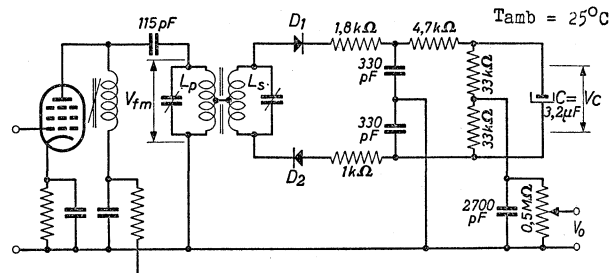 Tamb = 25°C
115pF
D1
1,8kΩ
4,7kΩ
Vfm
Lp
Ls.
330
pF
33kΩ
C=
3,2μF
Vc
330
pF
33kΩ
D2
1kΩ
2700
pF
0,5MΩ
Vo